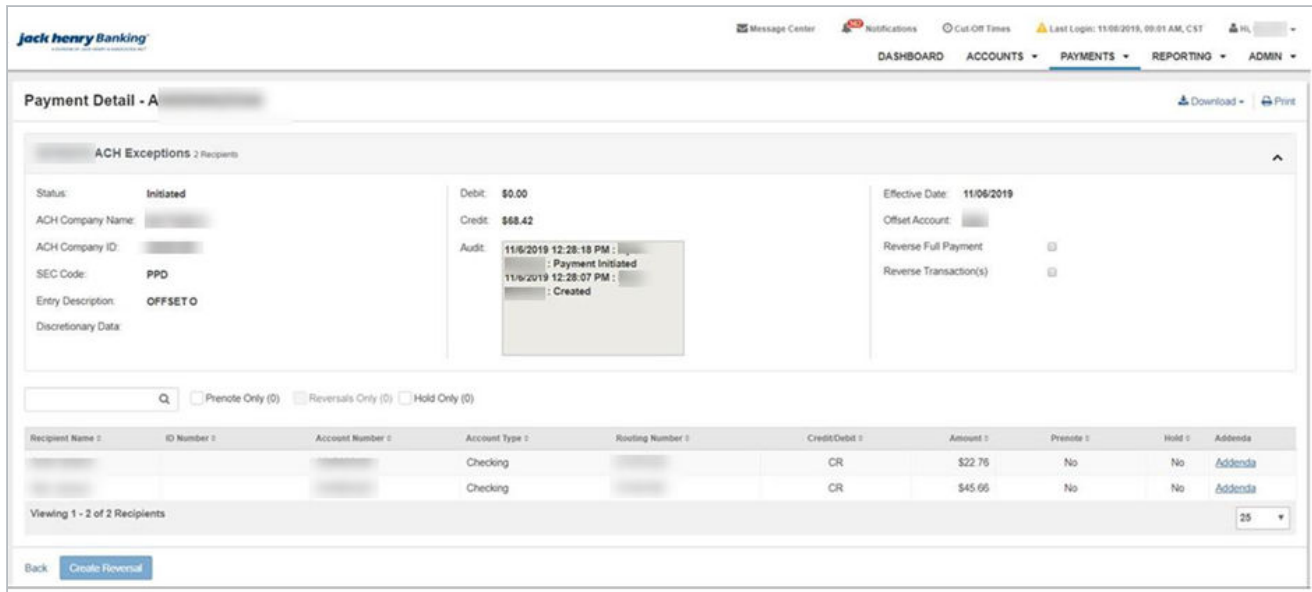 jack henry Banking
Message Center Notifications Cut-Off Times Last Login: 11/08/2019, 09:01 AM, CST Hi,
DASHBOARD ACCOUNTS PAYMENTS REPORTING ADMIN
Payment Detail - A
Download Print
ACH Exceptions 2 Recipients
Status: Initiated
ACH Company Name:
ACH Company ID:
SEC Code: PPD
Entry Description: OFFSET O
Discretionary Data:
Debit: $0.00
Credit: $68.42
Audit: 11/6/2019 12:28:18 PM :
: Payment Initiated
11/6/2019 12:28:07 PM :
: Created
Effective Date: 11/06/2019
Offset Account:
Reverse Full Payment
Reverse Transaction(s)
Prenote Only (0) Reversals Only (0) Hold Only (0)
Recipient Name ID Number Account Number Account Type Routing Number Credit/Debit Amount Prenote Hold Addenda
Checking CR $22.76 No No Addenda
Checking CR $45.66 No No Addenda
Viewing 1 - 2 of 2 Recipients
25
Back Create Reversal